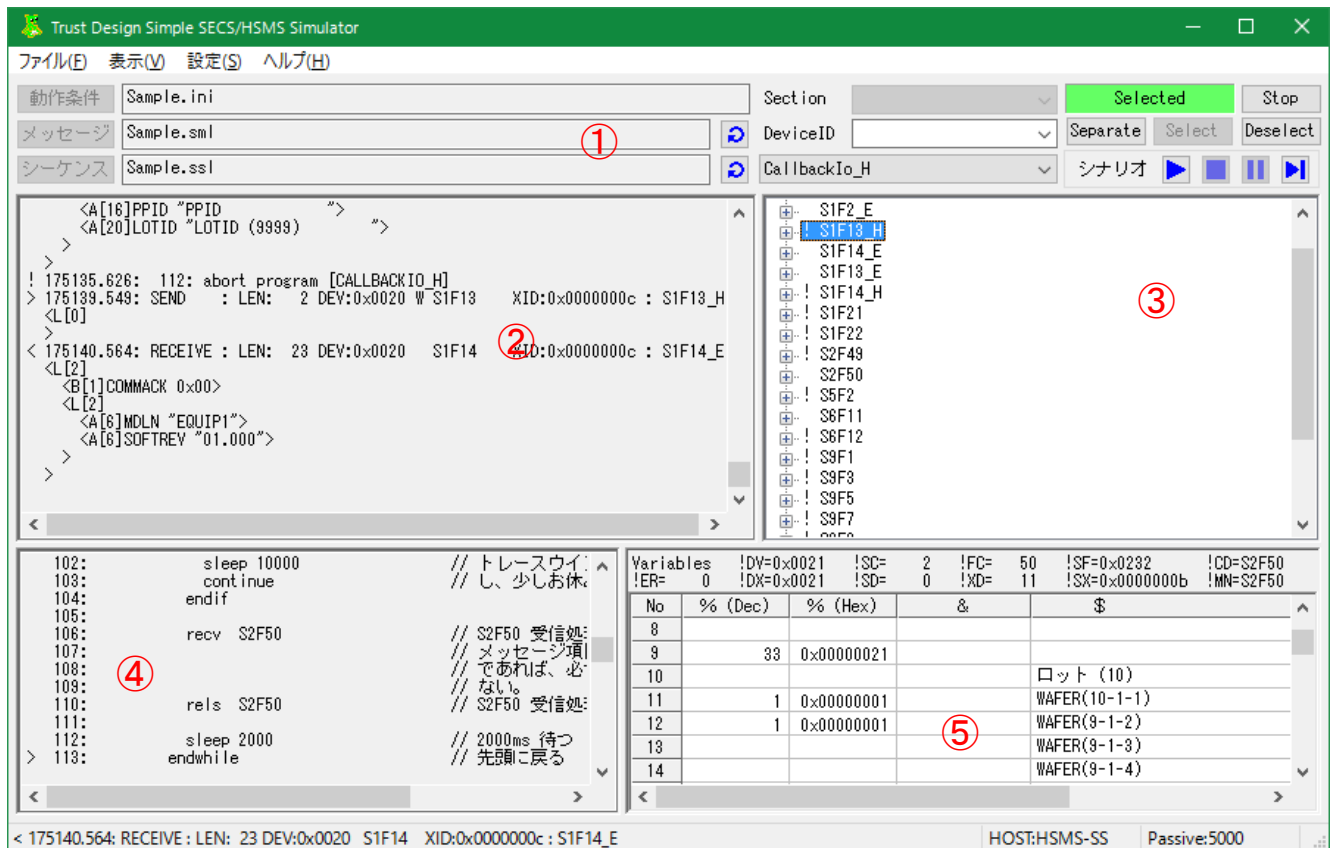 Trust Design Simple SECS/HSMS Simulator
ファイル(F) 表示(V) 設定(S) ヘルプ(H)
動作条件 Sample.ini Section Selected Stop
メッセージ Sample.sml ① DeviceID Separate Select Deselect
シーケンス Sample.ssl CallbackIo_H シナリオ
<A[16]PPID "PPID            ">
<A[20]LOTID "LOTID (9999)        ">
>
>
! 175135.626:  112: abort program [CALLBACKIO_H]
> 175139.549: SEND    : LEN:   2 DEV:0x0020 W S1F13    XID:0x0000000c : S1F13_H
<L[0]
>
②
< 175140.564: RECEIVE : LEN:  23 DEV:0x0020   S1F14    XID:0x0000000c : S1F14_E
<L[2]
<B[1]COMMACK 0x00>
<L[2]
<A[6]MDLN "EQUIP1">
<A[6]SOFTREV "01.000">
>
>
S1F2_E
! S1F13_H
S1F14_E
S1F13_E
! S1F14_H
③
! S1F21
! S1F22
! S2F49
S2F50
! S5F2
S6F11
! S6F12
! S9F1
! S9F3
! S9F5
! S9F7
102: sleep 10000 // トレースウイ
103: continue // し、少しお休
104: endif
105:
106: recv S2F50 // S2F50 受信処
107: // メッセージ項
108: // であれば、必
④
109: // ない。
110: rels S2F50 // S2F50 受信処
111:
112: sleep 2000 // 2000ms 待つ
> 113: endwhile // 先頭に戻る
Variables !DV=0x0021 !SC= 2 !FC= 50 !SF=0x0232 !CD=S2F50
!ER= 0 !DX=0x0021 !SD= 0 !XD= 11 !SX=0x0000000b !MN=S2F50
No % (Dec) % (Hex) & $
8
9 33 0x00000021
10 ロット (10)
11 1 0x00000001 WAFER(10-1-1)
12 1 0x00000001 WAFER(9-1-2)
⑤
13 WAFER(9-1-3)
14 WAFER(9-1-4)
< 175140.564: RECEIVE : LEN:  23 DEV:0x0020   S1F14    XID:0x0000000c : S1F14_E HOST:HSMS-SS Passive:5000